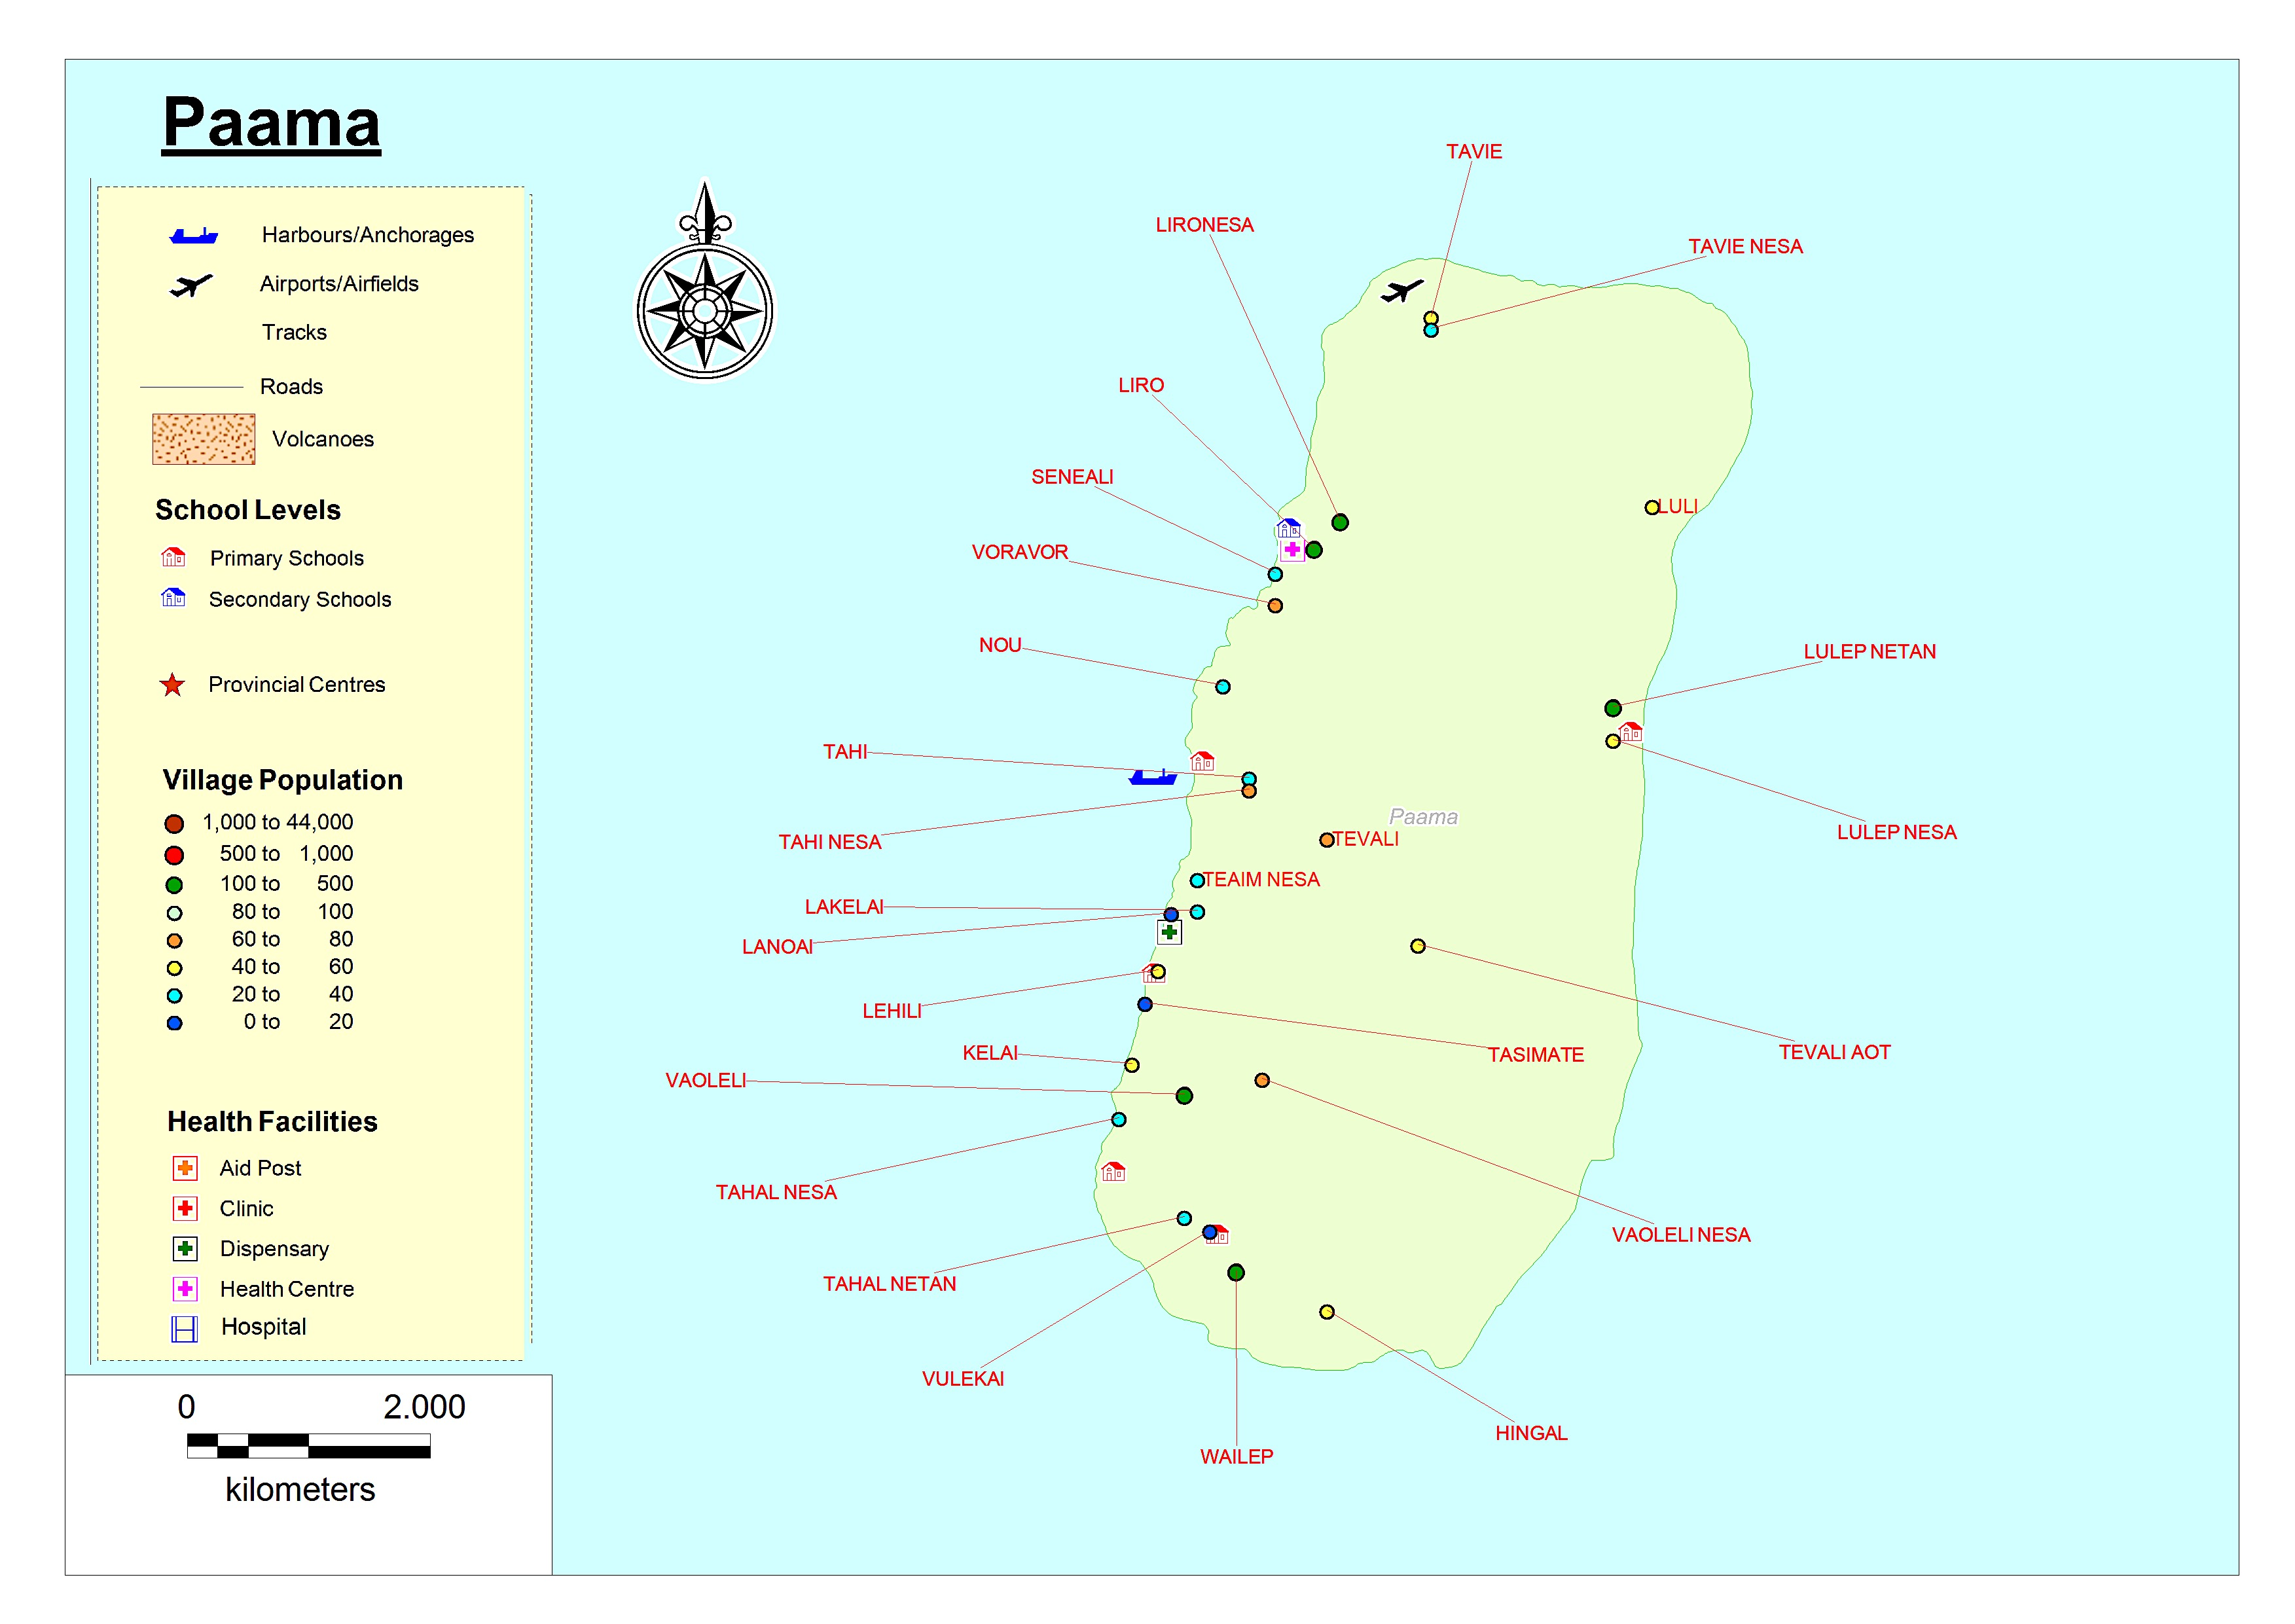 Paama
Harbours/Anchorages
Airports/Airfields
Tracks
Roads
Volcanoes
School Levels
Primary Schools
Secondary Schools
Provincial Centres
Village Population
1,000 to 44,000
500 to 1,000
100 to 500
80 to 100
60 to 80
40 to 60
20 to 40
0 to 20
Health Facilities
Aid Post
Clinic
Dispensary
Health Centre
Hospital
0 2.000
kilometers
TAVIE
LIRONESA
TAVIE NESA
LIRO
SENEALI
LULI
VORAVOR
NOU
LULEP NETAN
TAHI
Paama
LULEP NESA
TAHI NESA
TEVALI
TEAIM NESA
LAKELAI
LANOAI
LEHILI
KELAI
TASIMATE
TEVALI AOT
VAOLELI
TAHAL NESA
VAOLELI NESA
TAHAL NETAN
VULEKAI
HINGAL
WAILEP